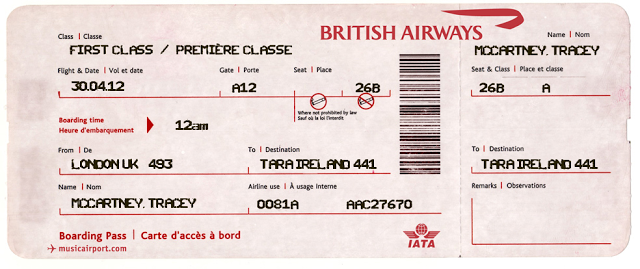 BRITISH AIRWAYS
Class | Classe
FIRST CLASS / PREMIÈRE CLASSE
Flight & Date | Vol et date
Gate | Porte
Seat | Place
30.04.12
A12
26B
Where not prohibited by law
Sauf où la loi l'interdit
Boarding time
Heure d'embarquement
12am
From | De
To | Destination
LONDON UK 493
TARA IRELAND 441
Name | Nom
Airline use | À usage interne
MCCARTNEY. TRACEY
0081A
AAC27670
Boarding Pass | Carte d'accès à bord
musicairport.com
IATA
Name | Nom
MCCARTNEY. TRACEY
Seat & Class | Place et classe
26B
A
To | Destination
TARA IRELAND 441
Remarks | Observations